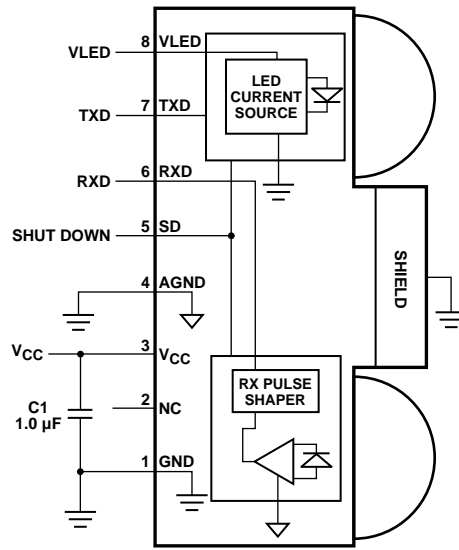 8 VLED
VLED
LED
CURRENT
SOURCE
7 TXD
TXD
6 RXD
RXD
5 SD
SHUT DOWN
SHIELD
4 AGND
VCC
3 VCC
RX PULSE
SHAPER
C1
1.0 µF
2 NC
1 GND